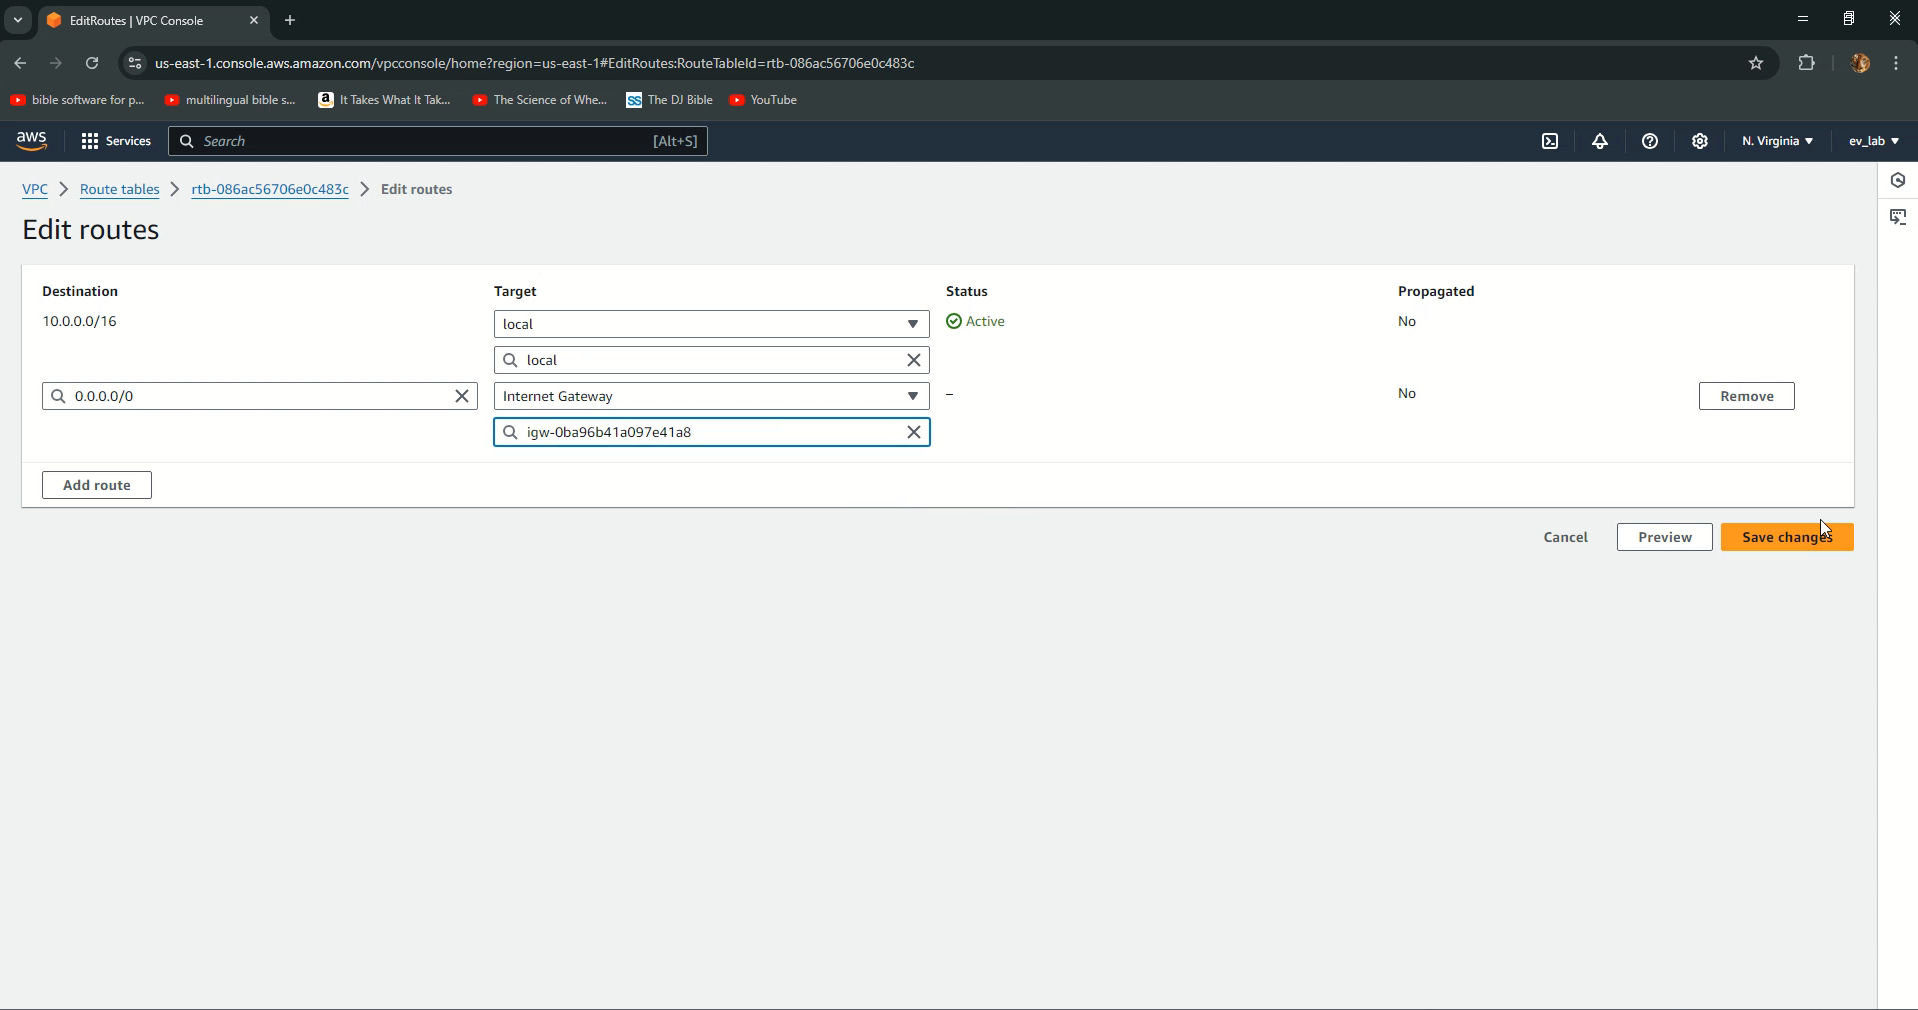 EditRoutes | VPC Console
us-east-1.console.aws.amazon.com/vpcconsole/home?region=us-east-1#EditRoutes:RouteTableId=rtb-086ac56706e0c483c
bible software for p... multilingual bible s... It Takes What It Tak... The Science of Whe... SS The DJ Bible YouTube
aws Services Search [Alt+S] N. Virginia ▼ ev_lab ▼
VPC > Route tables > rtb-086ac56706e0c483c > Edit routes
Edit routes
Destination Target Status Propagated
10.0.0.0/16 local Active No
local
0.0.0.0/0 Internet Gateway – No Remove
igw-0ba96b41a097e41a8
Add route
Cancel Preview Save changes